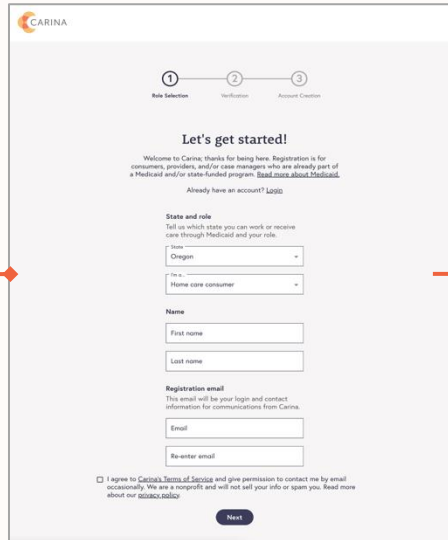 CARINA
1 2 3
Role Selection Verification Account Creation
Let's get started!
Welcome to Carina; thanks for being here. Registration is for
consumers, providers, and/or case managers who are already part of
a Medicaid and/or state-funded program. Read more about Medicaid.
Already have an account? Login
State and role
Tell us which state you can work or receive
care through Medicaid and your role.
State
Oregon
I'm a...
Home care consumer
Name
First name
Last name
Registration email
This email will be your login and contact
information for communications from Carina.
Email
Re-enter email
I agree to Carina's Terms of Service and give permission to contact me by email
occasionally. We are a nonprofit and will not sell your info or spam you. Read more
about our privacy policy.
Next